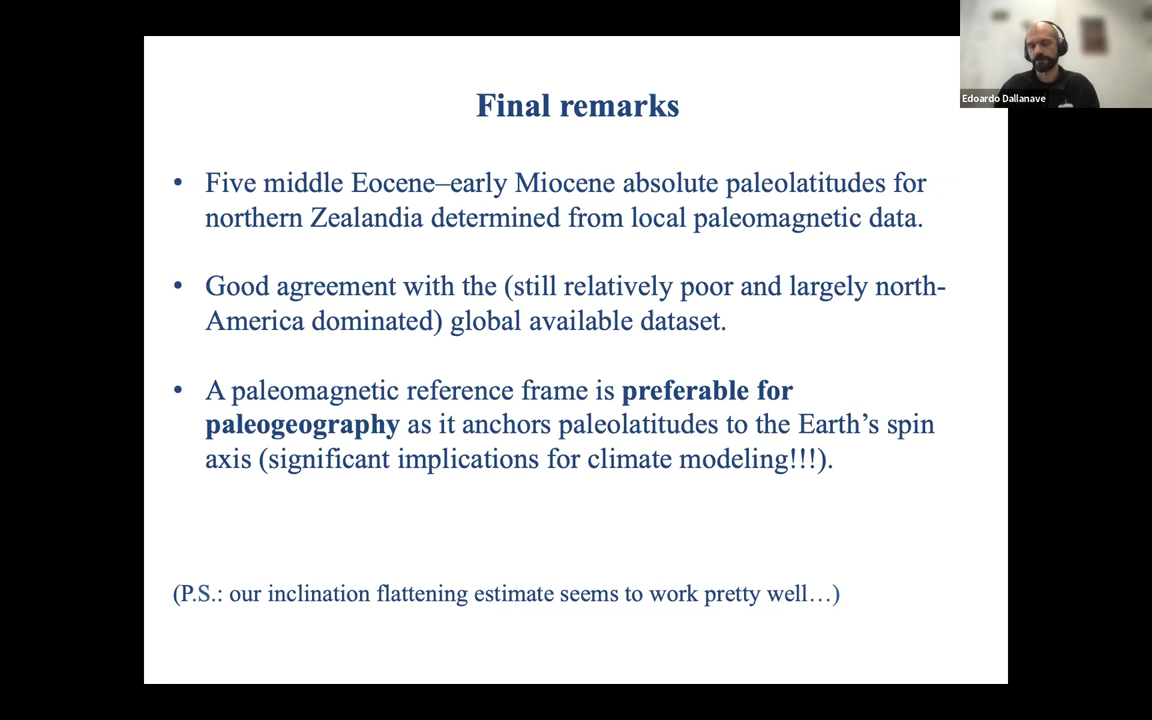 Final remarks
Edoardo Dallanave
• Five middle Eocene–early Miocene absolute paleolatitudes for
northern Zealandia determined from local paleomagnetic data.
• Good agreement with the (still relatively poor and largely north-
America dominated) global available dataset.
• A paleomagnetic reference frame is preferable for
paleogeography as it anchors paleolatitudes to the Earth’s spin
axis (significant implications for climate modeling!!!).
(P.S.: our inclination flattening estimate seems to work pretty well…)